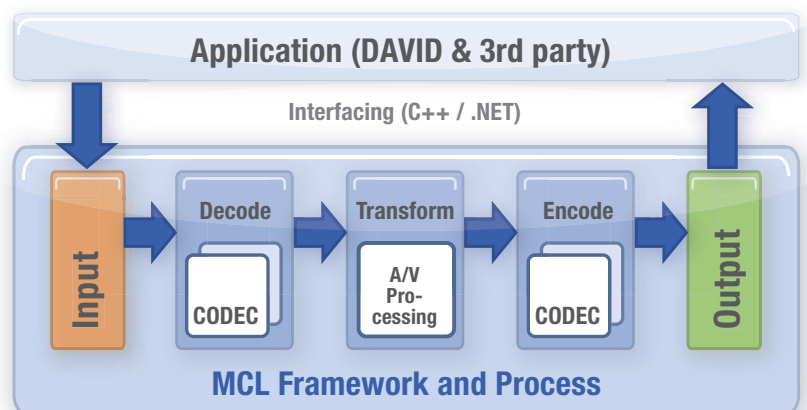 Application (DAVID & 3rd party)
Interfacing (C++ / .NET)
Input
Decode
CODEC
Transform
A/V
Pro-
cessing
Encode
CODEC
Output
MCL Framework and Process